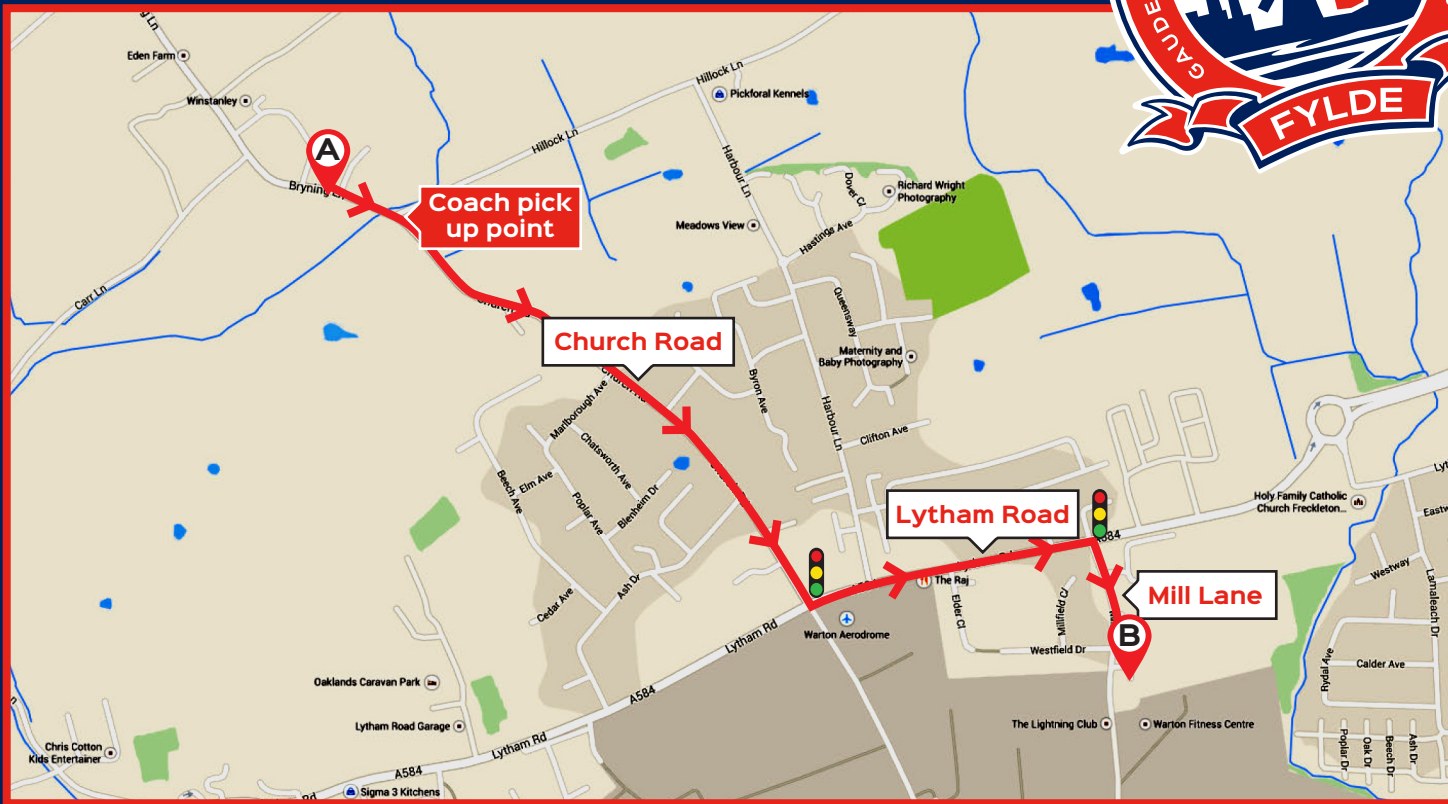 GAUDE
FYLDE
Eden Farm
Winstanley
A
Bryning Ln
Coach pick
up point
Hillock Ln
Hillock Ln
Pickforal Kennels
Harbour Ln
Dover Cl
Richard Wright
Photography
Meadows View
Hastings Ave
Carr Ln
Church Road
Queensway
Maternity and
Baby Photography
Byron Ave
Marlborough Ave
Harbour Ln
Clifton Ave
Chatsworth Ave
Beech Ave
Elm Ave
Poplar Ave
Blenheim Dr
Lytham Road
Holy Family Catholic
Church Freckleton...
Westway
Lamaleach Dr
The Raj
Elder Cl
Millfield Cl
Mill Lane
Ash Dr
Cedar Ave
Warton Aerodrome
Lytham Rd
B
Westfield Dr
Rydal Ave
Calder Ave
Oaklands Caravan Park
A584
Lytham Road Garage
The Lightning Club
Warton Fitness Centre
Chris Cotton
Kids Entertainer
Lytham Rd
Poplar Dr
Oak Dr
Beech Dr
Ash Dr
A584
Rd
Sigma 3 Kitchens